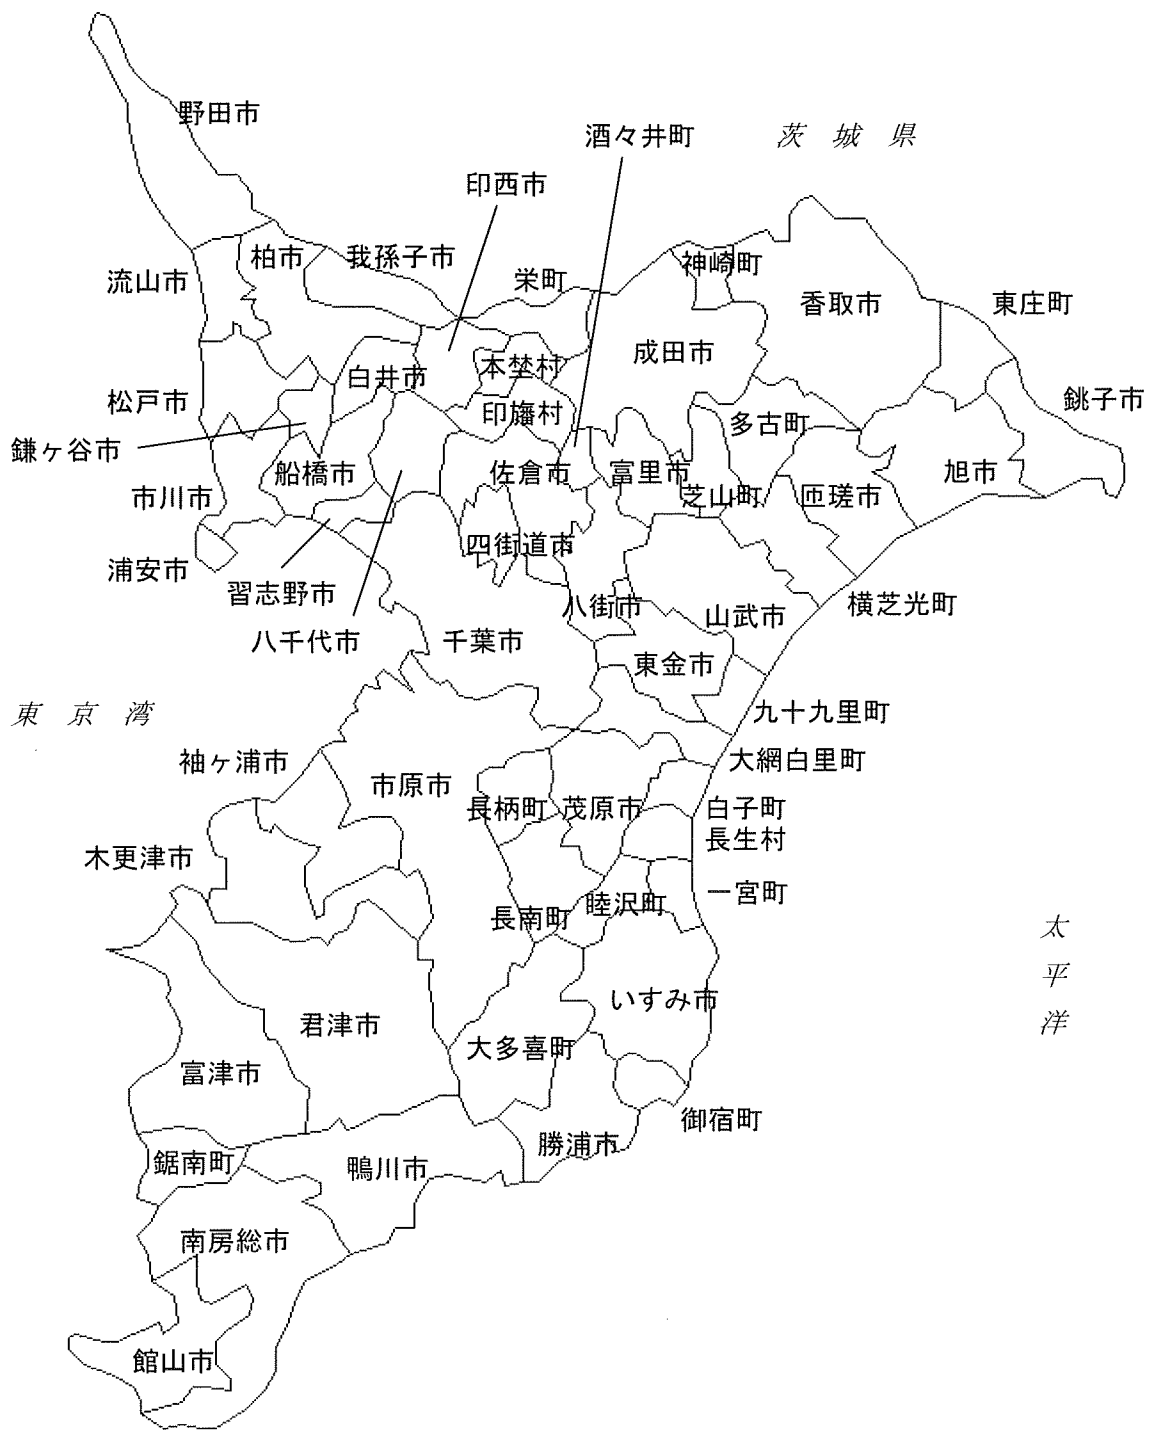 野田市
酒々井町
茨城県
印西市
柏市
我孫子市
流山市
栄町
神崎町
香取市
東庄町
成田市
本埜村
白井市
松戸市
印旛村
銚子市
多古町
鎌ヶ谷市
船橋市
佐倉市
富里市
旭市
市川市
芝山町
匝瑳市
四街道市
浦安市
習志野市
八街市
横芝光町
山武市
八千代市
千葉市
東金市
東京湾
九十九里町
袖ヶ浦市
大網白里町
市原市
長柄町
茂原市
白子町
長生村
木更津市
一宮町
睦沢町
長南町
太平洋
いすみ市
君津市
大多喜町
富津市
御宿町
勝浦市
鋸南町
鴨川市
南房総市
館山市